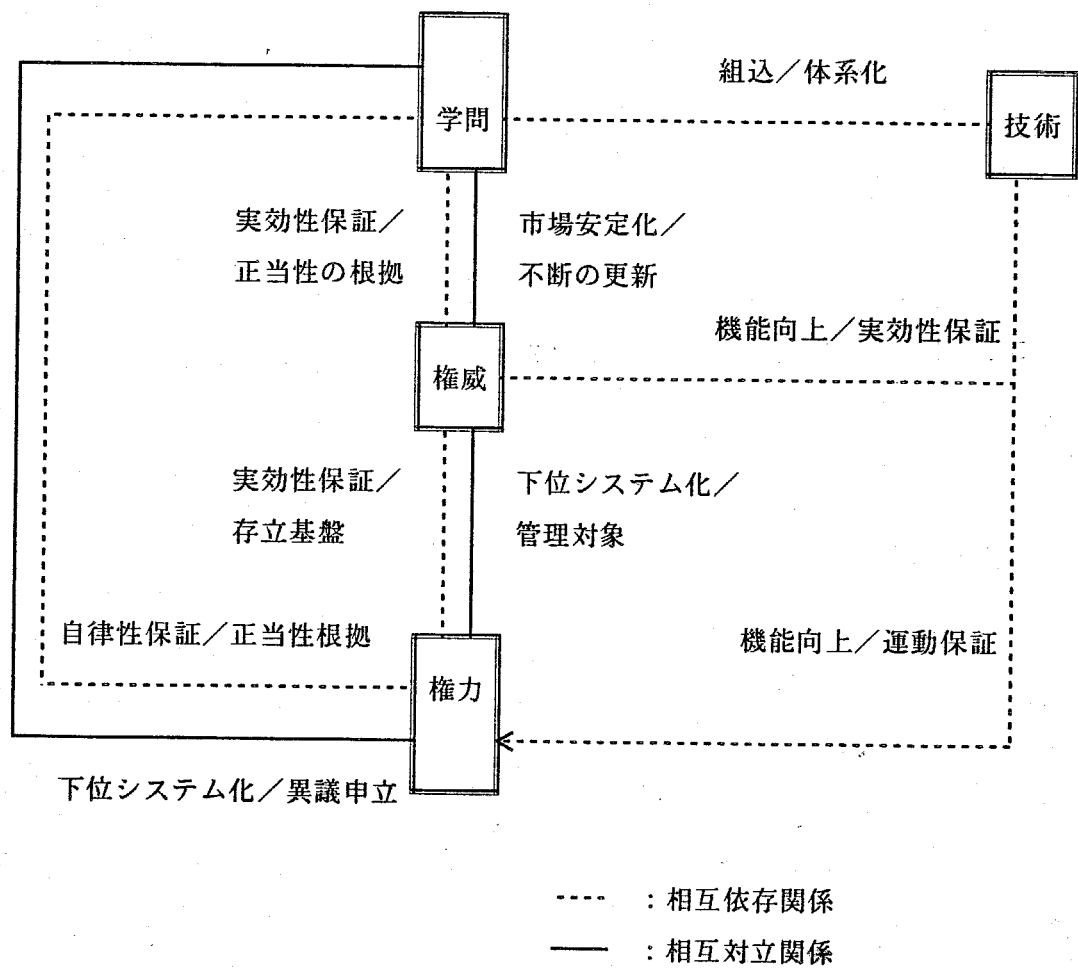 組込／体系化
学問
技術
実効性保証／
正当性の根拠
市場安定化／
不断の更新
機能向上／実効性保証
権威
実効性保証／
存立基盤
下位システム化／
管理対象
自律性保証／正当性根拠
機能向上／運動保証
権力
下位システム化／異議申立
：相互依存関係
：相互対立関係